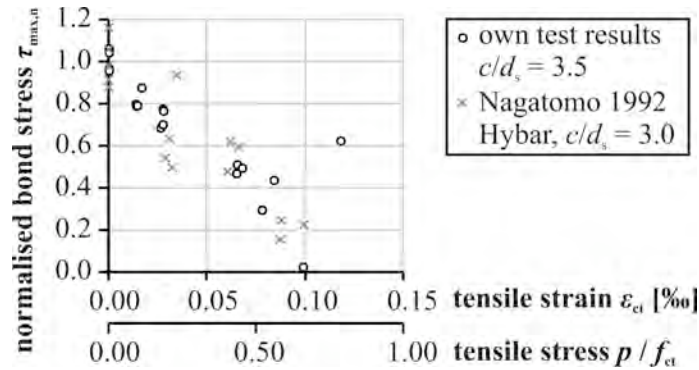 normalised bond stress τmax,n
1.2
1.0
0.8
0.6
0.4
0.2
0.0
0.00 0.05 0.10 0.15
tensile strain εct [‰]
0.00 0.50 1.00
tensile stress p / fct
own test results
c/ds = 3.5
Nagatomo 1992
Hybar, c/ds = 3.0